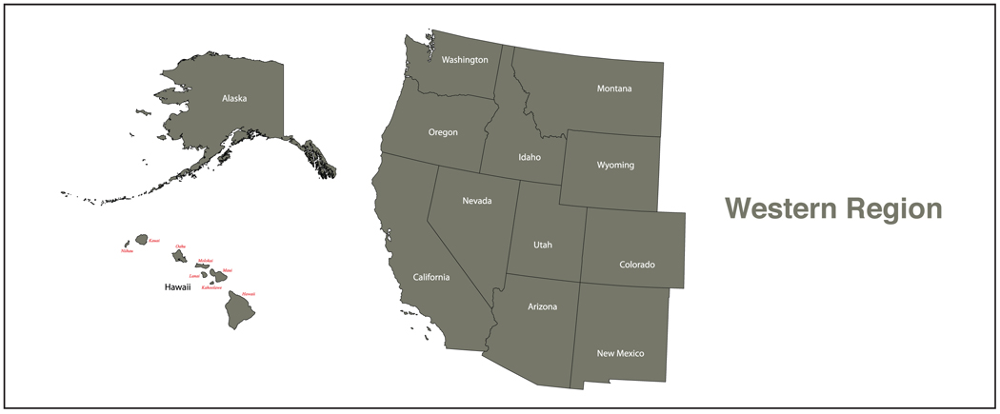 Washington
Montana
Alaska
Oregon
Idaho
Wyoming
Nevada
Western Region
Kauai
Niihau
Oahu
Utah
Molokai
Colorado
Maui
Lanai
California
Hawaii
Kahoolawe
Hawaii
Arizona
New Mexico